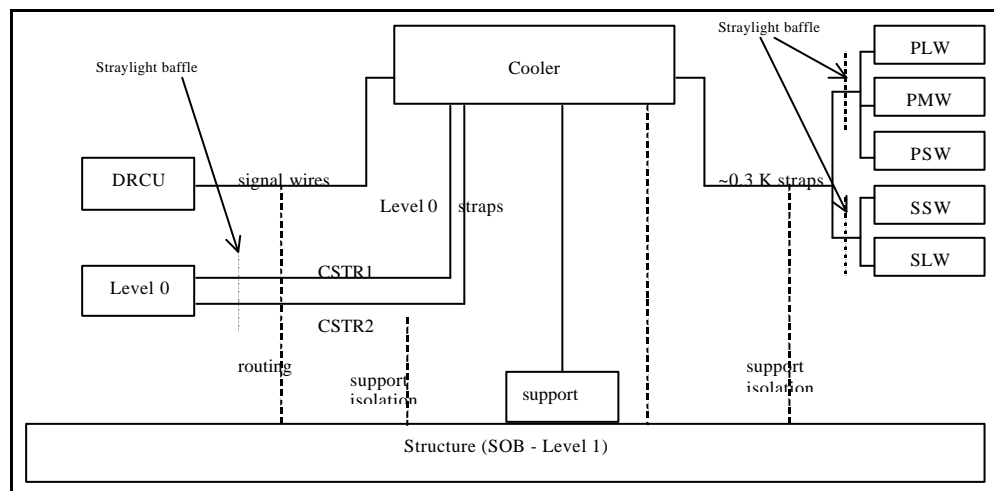 Straylight baffle
PLW
Straylight baffle
Cooler
PMW
PSW
DRCU
signal wires
~0.3 K straps
SSW
Level 0 straps
SLW
CSTR1
Level 0
CSTR2
routing
support
isolation
support
support
isolation
Structure (SOB - Level 1)